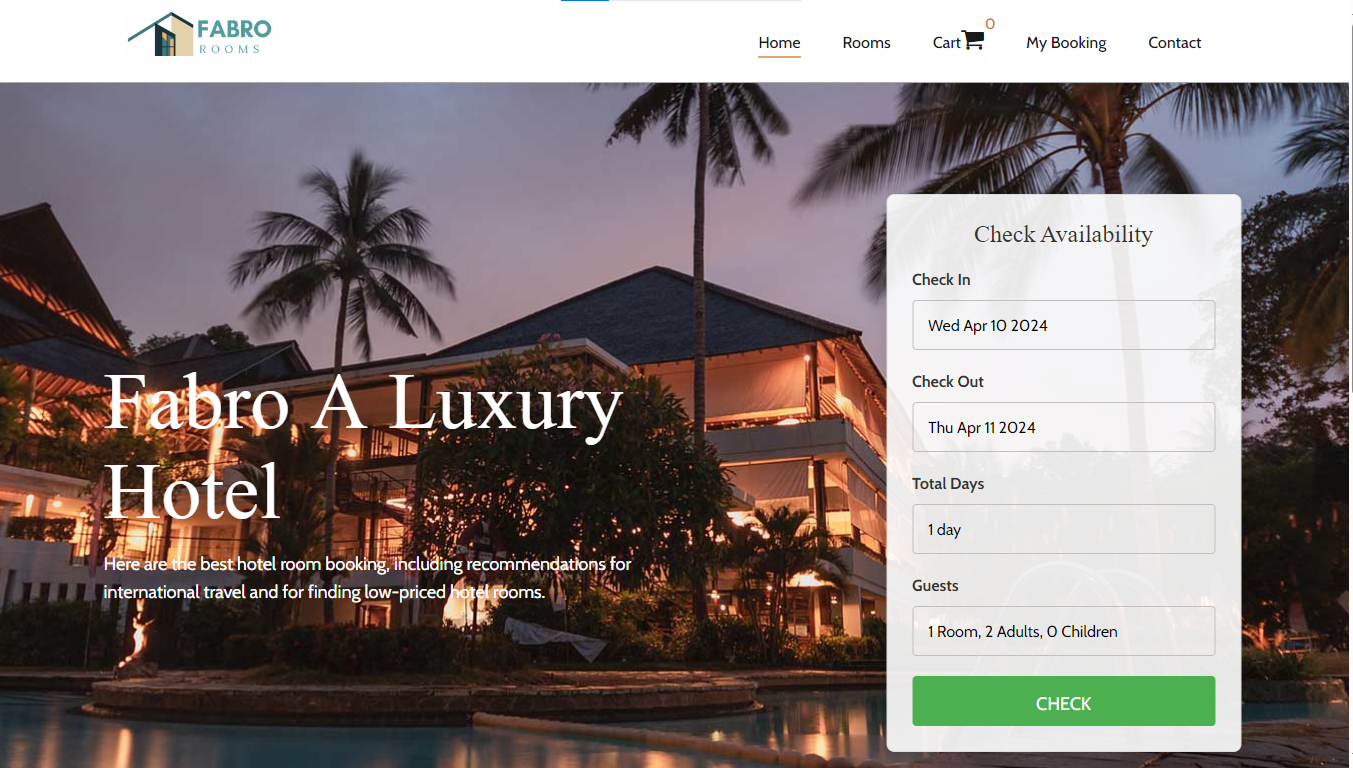 FABRO
ROOMS
Home
Rooms
Cart
0
My Booking
Contact
Fabro A Luxury
Hotel
Here are the best hotel room booking, including recommendations for
international travel and for finding low-priced hotel rooms.
Check Availability
Check In
Wed Apr 10 2024
Check Out
Thu Apr 11 2024
Total Days
1 day
Guests
1 Room, 2 Adults, 0 Children
CHECK